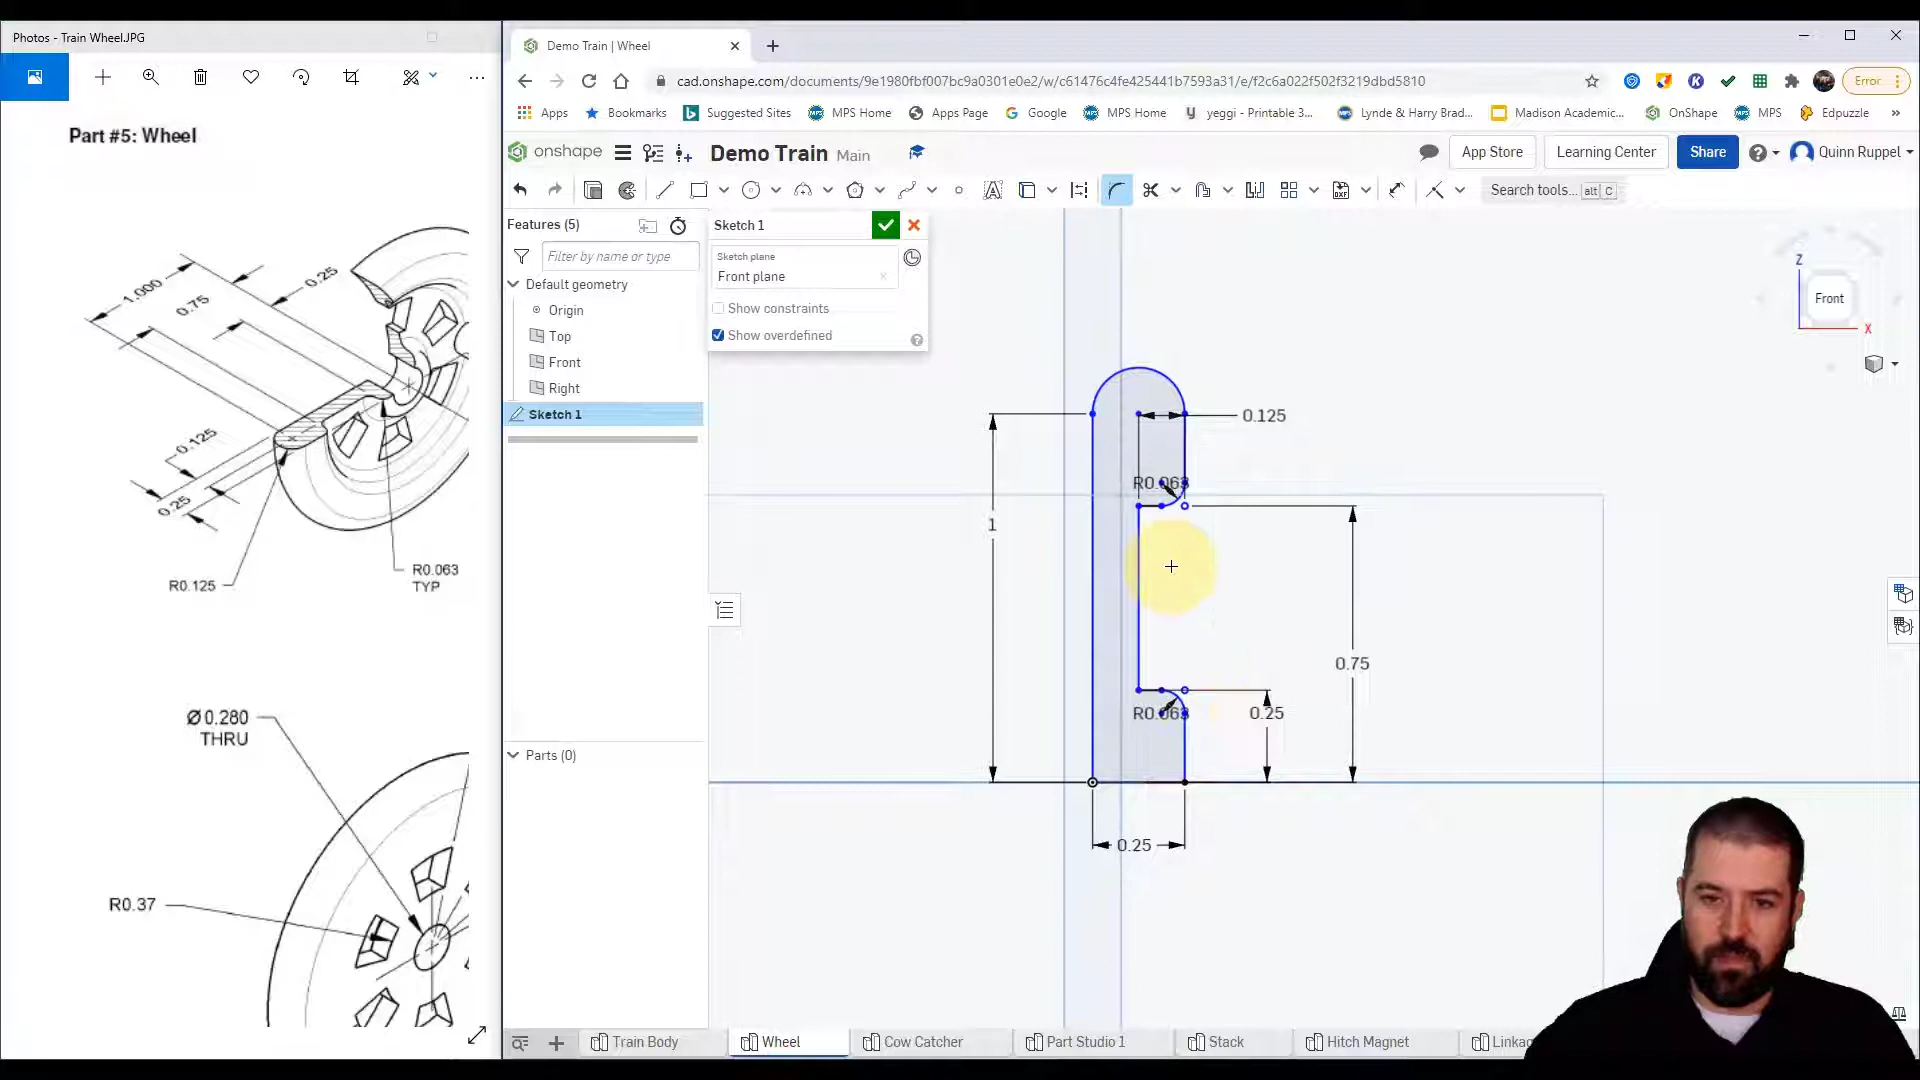 Photos - Train Wheel.JPG
Part #5: Wheel
1.000
0.75
0.25
0.125
0.25
R0.125
R0.063
TYP
Ø 0.280
THRU
R0.37
Demo Train | Wheel
cad.onshape.com/documents/9e1980fbf007bc9a0301e0e2/w/c61476c4fe425441b7593a31/e/f2c6a022f502f3219dbd5810
Error
Apps Bookmarks Suggested Sites MPS Home Apps Page Google MPS Home yeggi - Printable 3... Lynde & Harry Brad... Madison Academic... OnShape MPS Edpuzzle »
onshape Demo Train Main App Store Learning Center Share Quinn Ruppel
Search tools... alt C
Features (5)
Filter by name or type
Default geometry
Origin
Top
Front
Right
Sketch 1
Parts (0)
Sketch 1
Sketch plane
Front plane
Show constraints
Show overdefined
0.125
R0.063
1
0.75
R0.063
0.25
0.25
Z
Front
X
Train Body Wheel Cow Catcher Part Studio 1 Stack Hitch Magnet